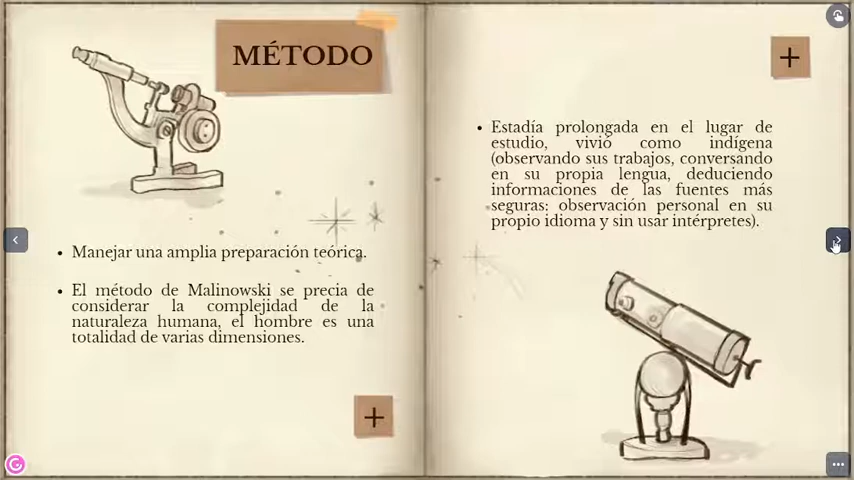 MÉTODO
• Manejar una amplia preparación teórica.
• El método de Malinowski se precia de
considerar la complejidad de la
naturaleza humana, el hombre es una
totalidad de varias dimensiones.
+
+
• Estadía prolongada en el lugar de
estudio, vivió como indígena
(observando sus trabajos, conversando
en su propia lengua, deduciendo
informaciones de las fuentes más
seguras: observación personal en su
propio idioma y sin usar intérpretes).